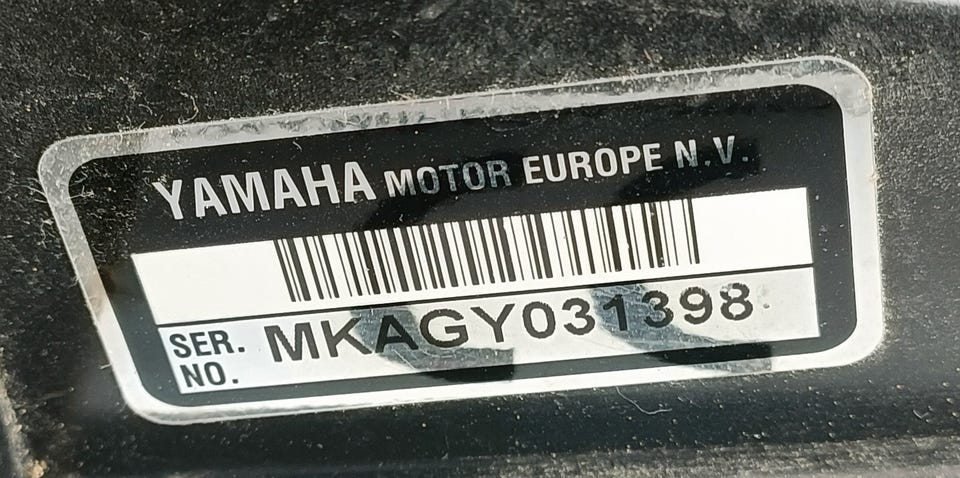 YAMAHA MOTOR EUROPE N.V.
SER. NO. MKAGY031398